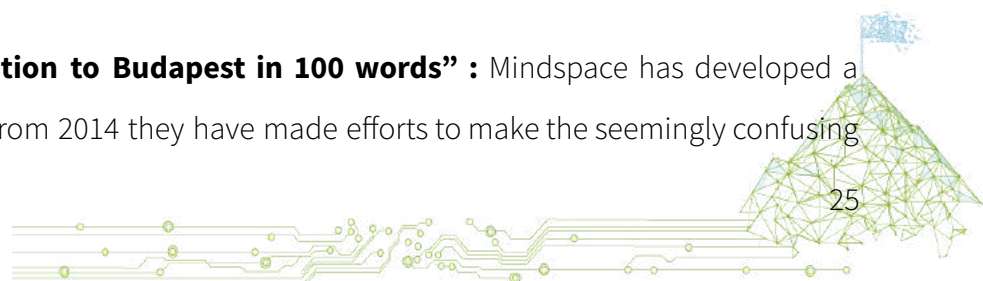 tion to Budapest in 100 words” : Mindspace has developed a
rom 2014 they have made efforts to make the seemingly confusing
25